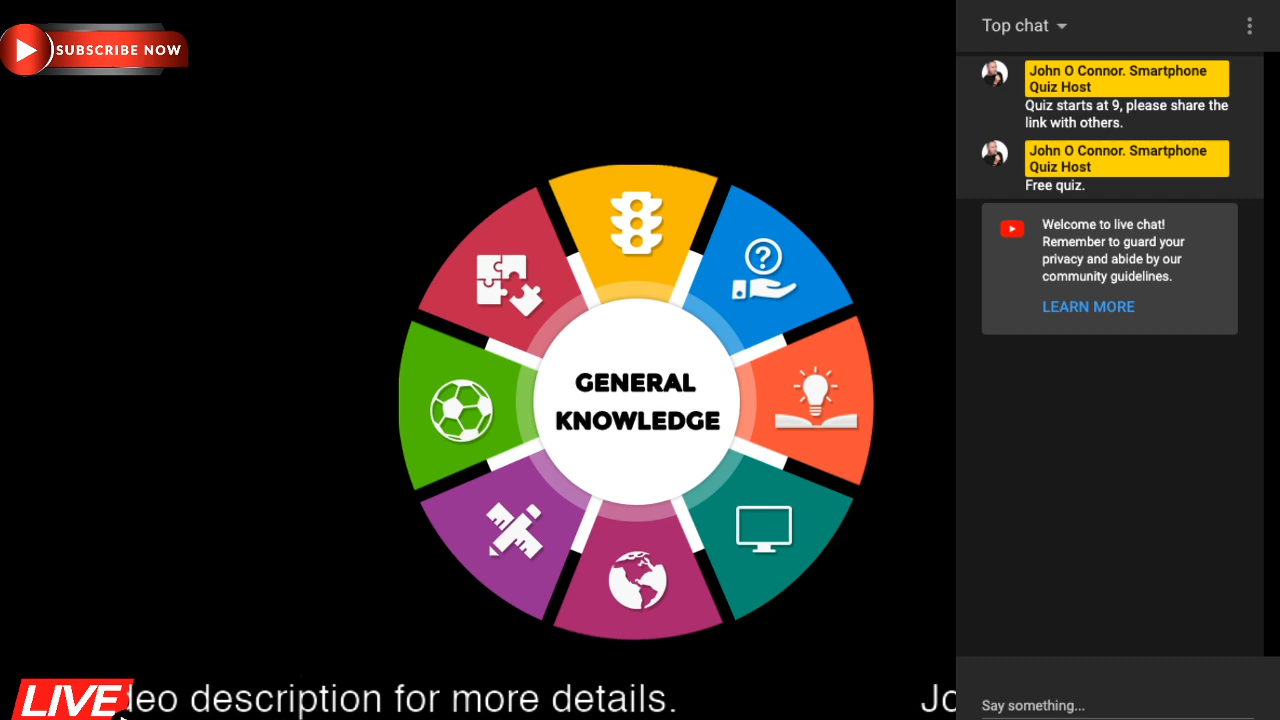 SUBSCRIBE NOW
GENERAL
KNOWLEDGE
LIVE
deo description for more details.
Top chat
John O Connor. Smartphone
Quiz Host
Quiz starts at 9, please share the
link with others.
John O Connor. Smartphone
Quiz Host
Free quiz.
Welcome to live chat!
Remember to guard your
privacy and abide by our
community guidelines.
LEARN MORE
Say something...